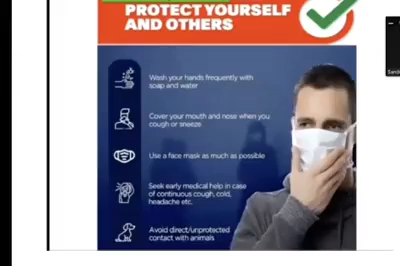 PROTECT YOURSELF
AND OTHERS
Wash your hands frequently with
soap and water
Cover your mouth and nose when you
cough or sneeze
Use a face mask as much as possible
Seek early medical help in case
of continuous cough, cold,
headache etc.
Avoid direct/unprotected
contact with animals